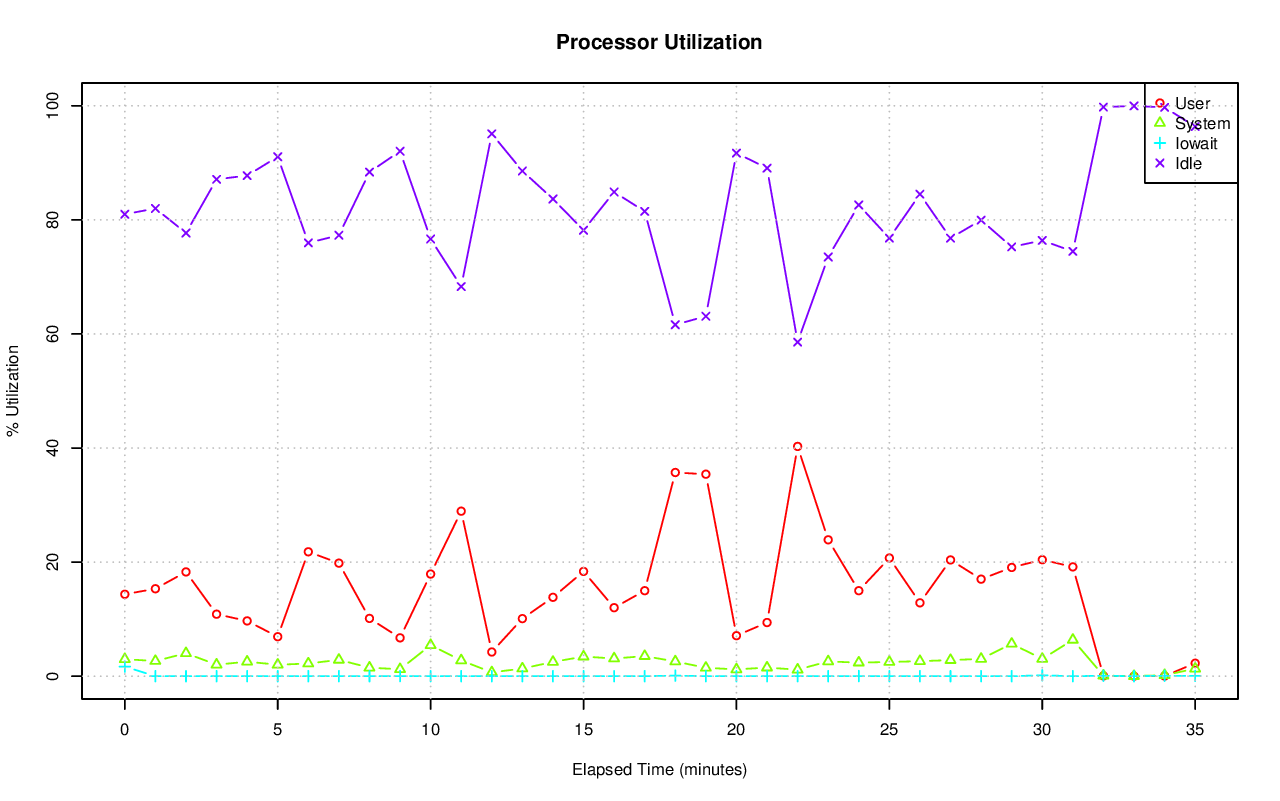 Processor Utilization
% Utilization
100
80
60
40
20
0
User
System
Iowait
Idle
0 5 10 15 20 25 30 35
Elapsed Time (minutes)